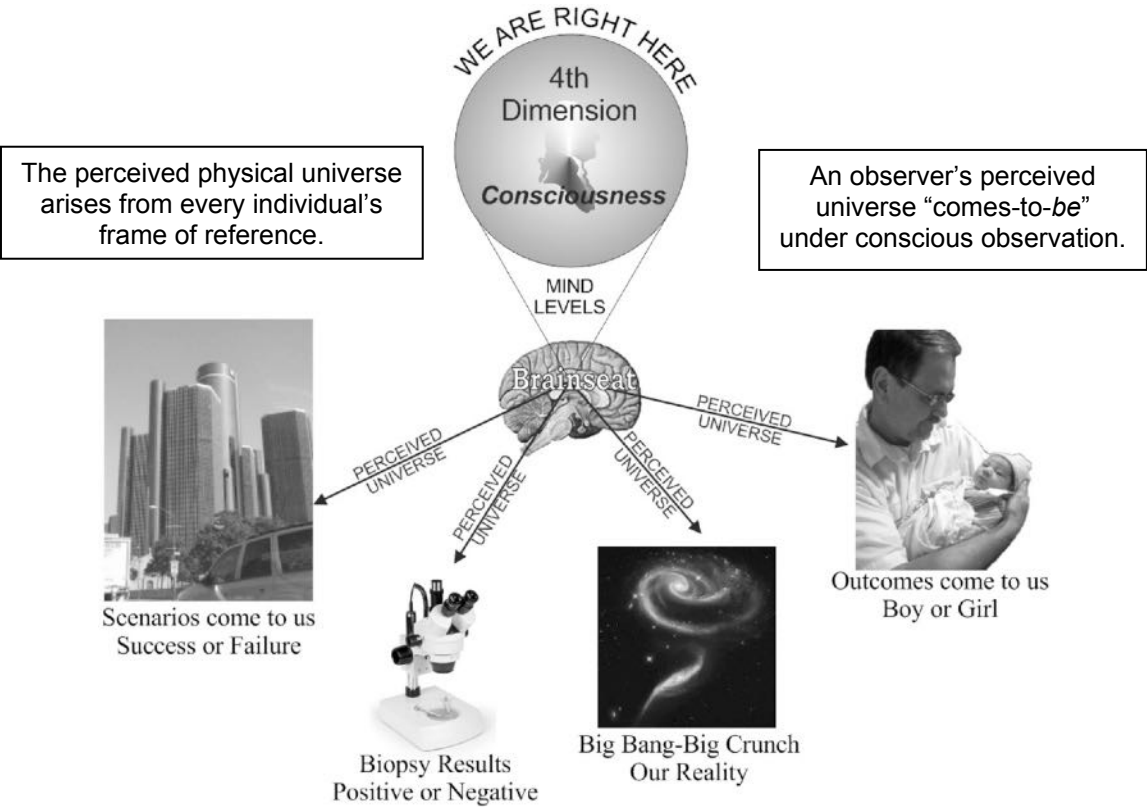 WE ARE RIGHT HERE
4th
Dimension
Consciousness
The perceived physical universe
arises from every individual’s
frame of reference.
An observer’s perceived
universe “comes-to-be”
under conscious observation.
MIND
LEVELS
Brainseat
PERCEIVED
UNIVERSE
PERCEIVED
UNIVERSE
PERCEIVED
UNIVERSE
PERCEIVED
UNIVERSE
Scenarios come to us
Success or Failure
Biopsy Results
Positive or Negative
Big Bang-Big Crunch
Our Reality
Outcomes come to us
Boy or Girl